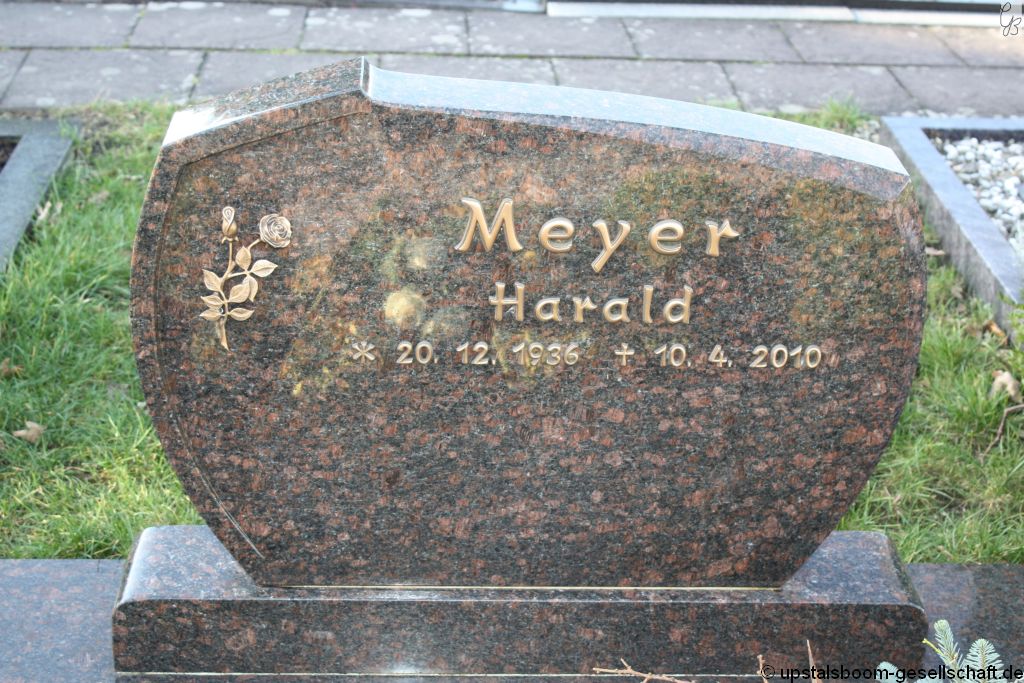 Meyer
Harald
* 20. 12. 1936 † 10. 4. 2010
© upstalsboom-gesellschaft.de